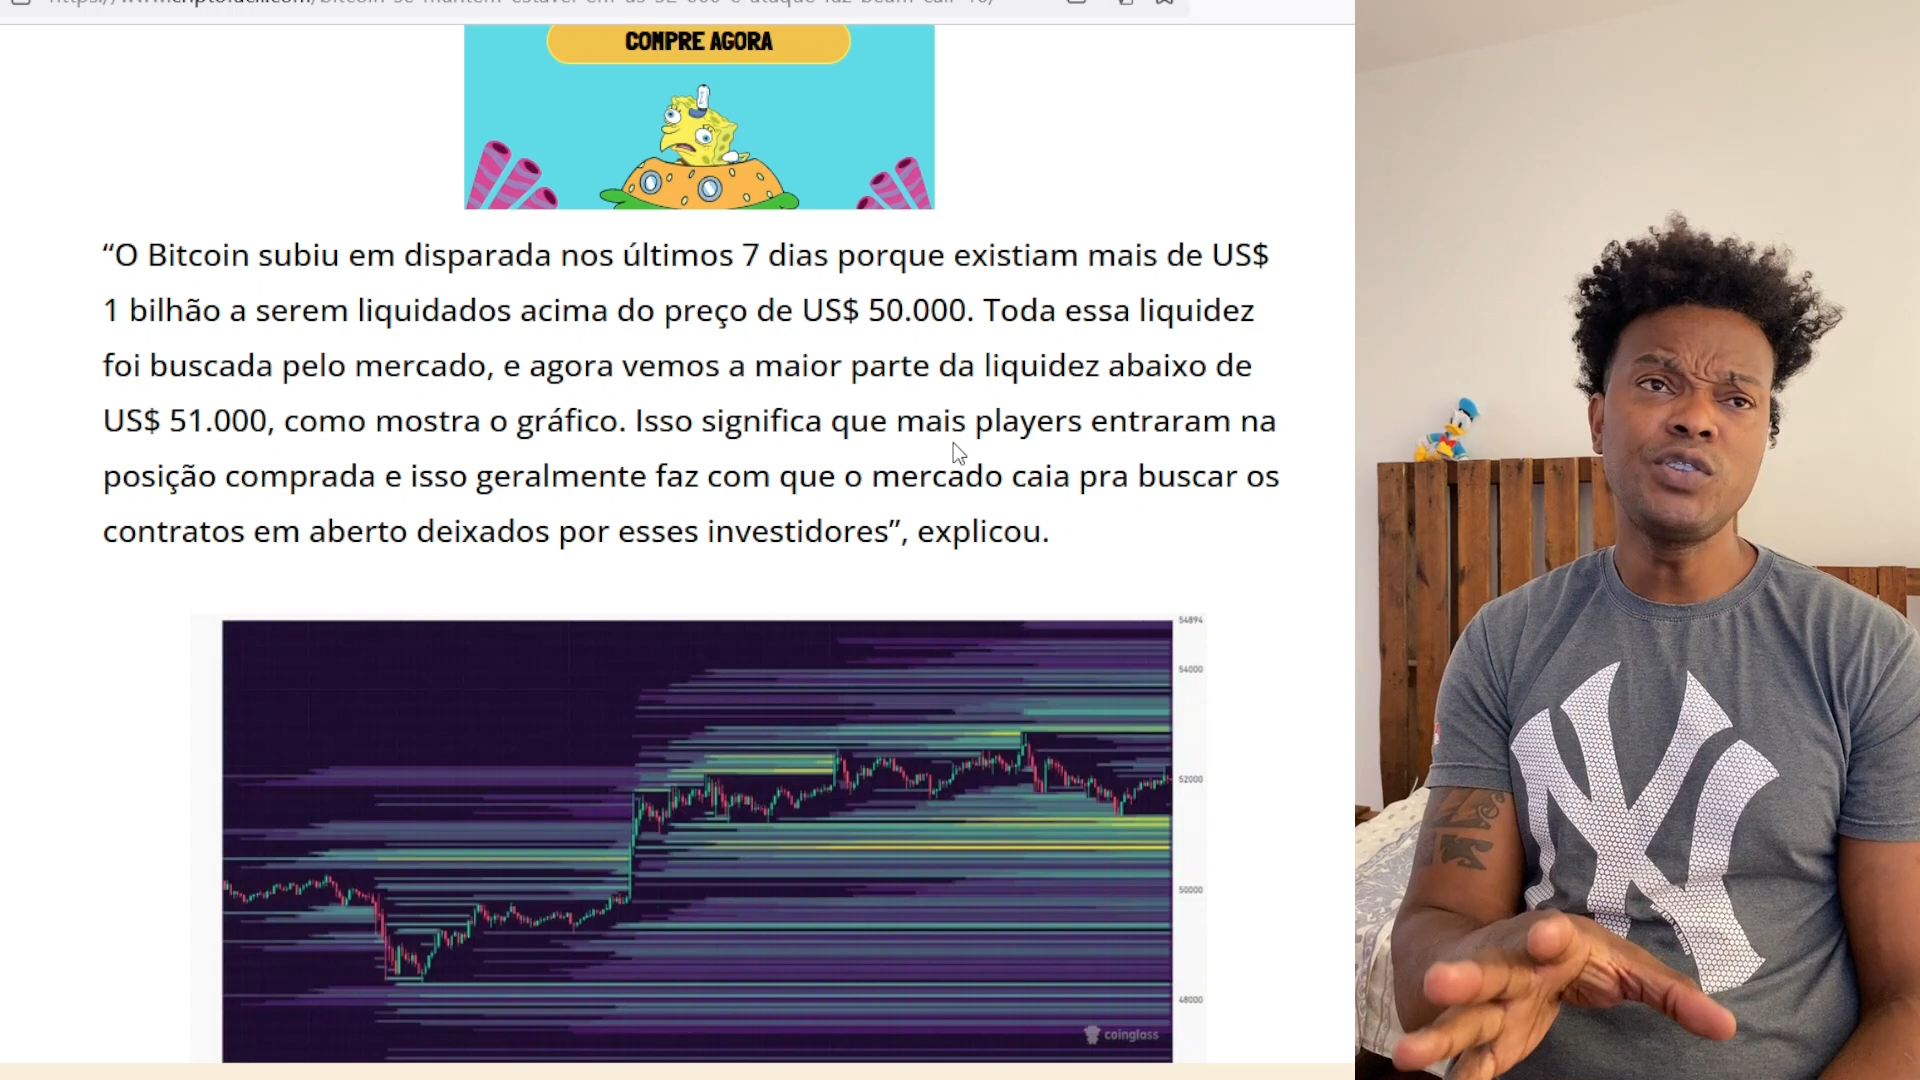 COMPRE AGORA
“O Bitcoin subiu em disparada nos últimos 7 dias porque existiam mais de US$
1 bilhão a serem liquidados acima do preço de US$ 50.000. Toda essa liquidez
foi buscada pelo mercado, e agora vemos a maior parte da liquidez abaixo de
US$ 51.000, como mostra o gráfico. Isso significa que mais players entraram na
posição comprada e isso geralmente faz com que o mercado caia pra buscar os
contratos em aberto deixados por esses investidores”, explicou.
54894
54000
52000
50000
48000
coinglass
NY